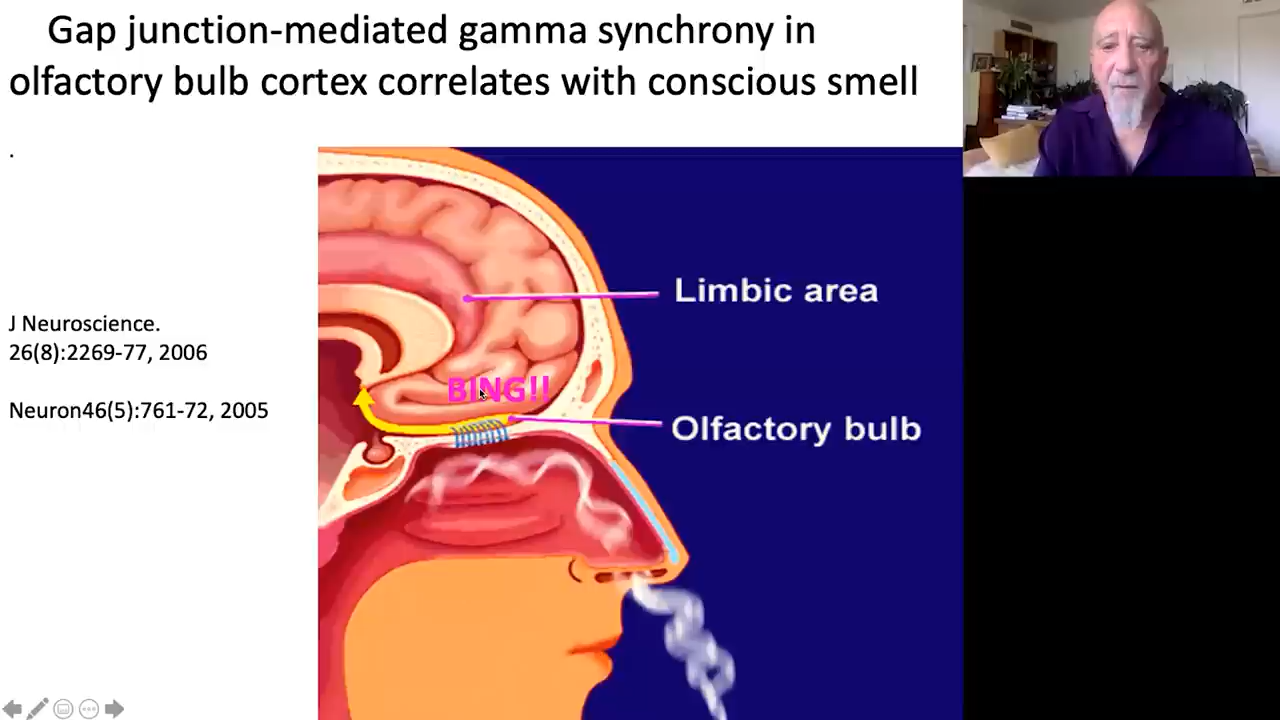 Gap junction-mediated gamma synchrony in
olfactory bulb cortex correlates with conscious smell
.
Limbic area
J Neuroscience.
26(8):2269-77, 2006
BING!!
Neuron46(5):761-72, 2005
Olfactory bulb